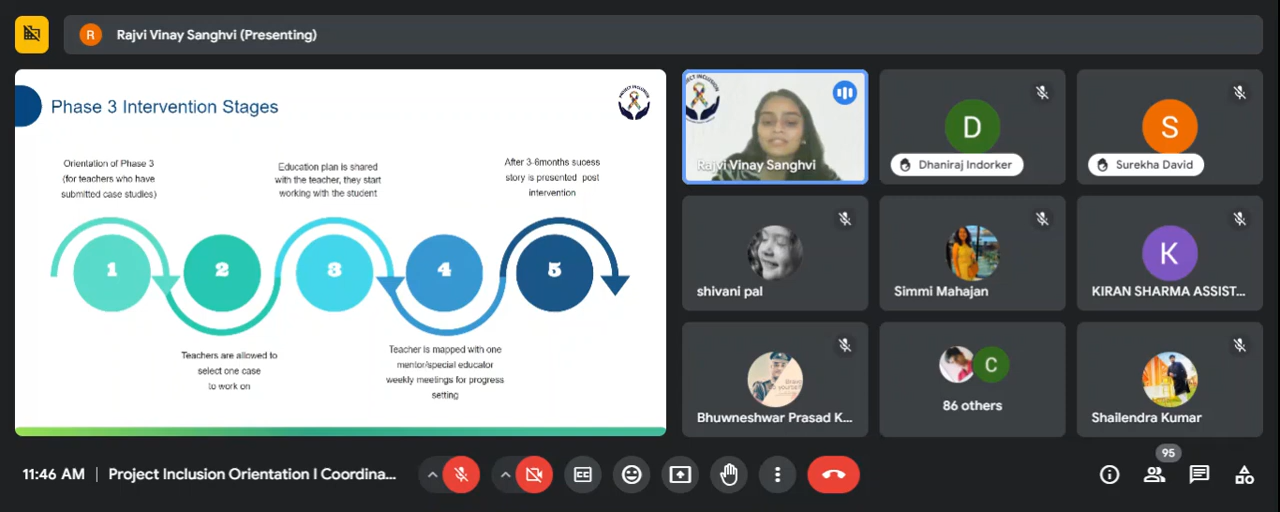 R Rajvi Vinay Sanghvi (Presenting)
Phase 3 Intervention Stages
PROJECT INCLUSION
Orientation of Phase 3
(for teachers who have
submitted case studies)
Education plan is shared
with the teacher, they start
working with the student
After 3-6months sucess
story is presented post
intervention
1
2
3
4
5
Teachers are allowed to
select one case
to work on
Teacher is mapped with one
mentor/special educator
weekly meetings for progress
setting
Rajvi Vinay Sanghvi
D
Dhaniraj Indorker
S
Surekha David
shivani pal
Simmi Mahajan
K
KIRAN SHARMA ASSIST...
Bhuwneshwar Prasad K...
C
86 others
Shailendra Kumar
11:46 AM | Project Inclusion Orientation I Coordina...
95